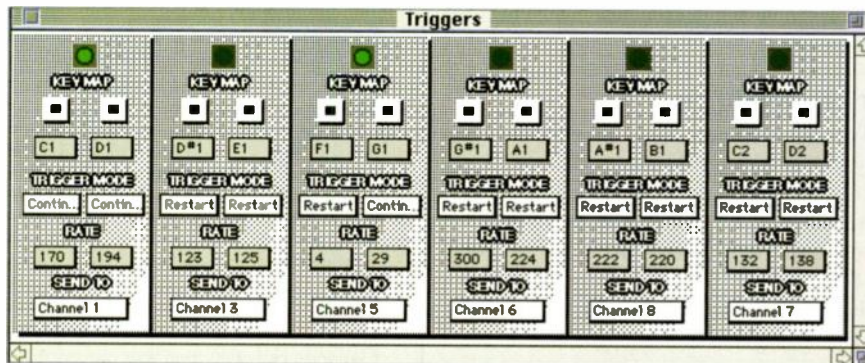 Triggers
KEY MAP KEY MAP KEY MAP KEY MAP KEY MAP KEY MAP
C1 D1 D#1 E1 F1 G1 G#1 A1 A#1 B1 C2 D2
TRIGGER MODE TRIGGER MODE TRIGGER MODE TRIGGER MODE TRIGGER MODE TRIGGER MODE
Contin... Contin... Restart Restart Restart Contin... Restart Restart Restart Restart Restart Restart
RATE RATE RATE RATE RATE RATE
170 194 123 125 4 29 300 224 222 220 132 138
SEND TO SEND TO SEND TO SEND TO SEND TO SEND TO
Channel 1 Channel 3 Channel 5 Channel 6 Channel 8 Channel 7